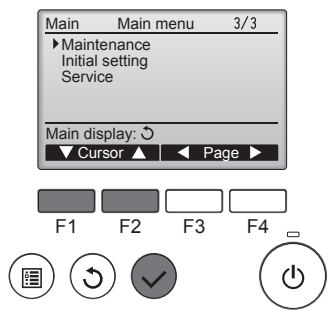 Main Main menu 3/3
Maintenance
Initial setting
Service
Main display:
Cursor Page
F1 F2 F3 F4